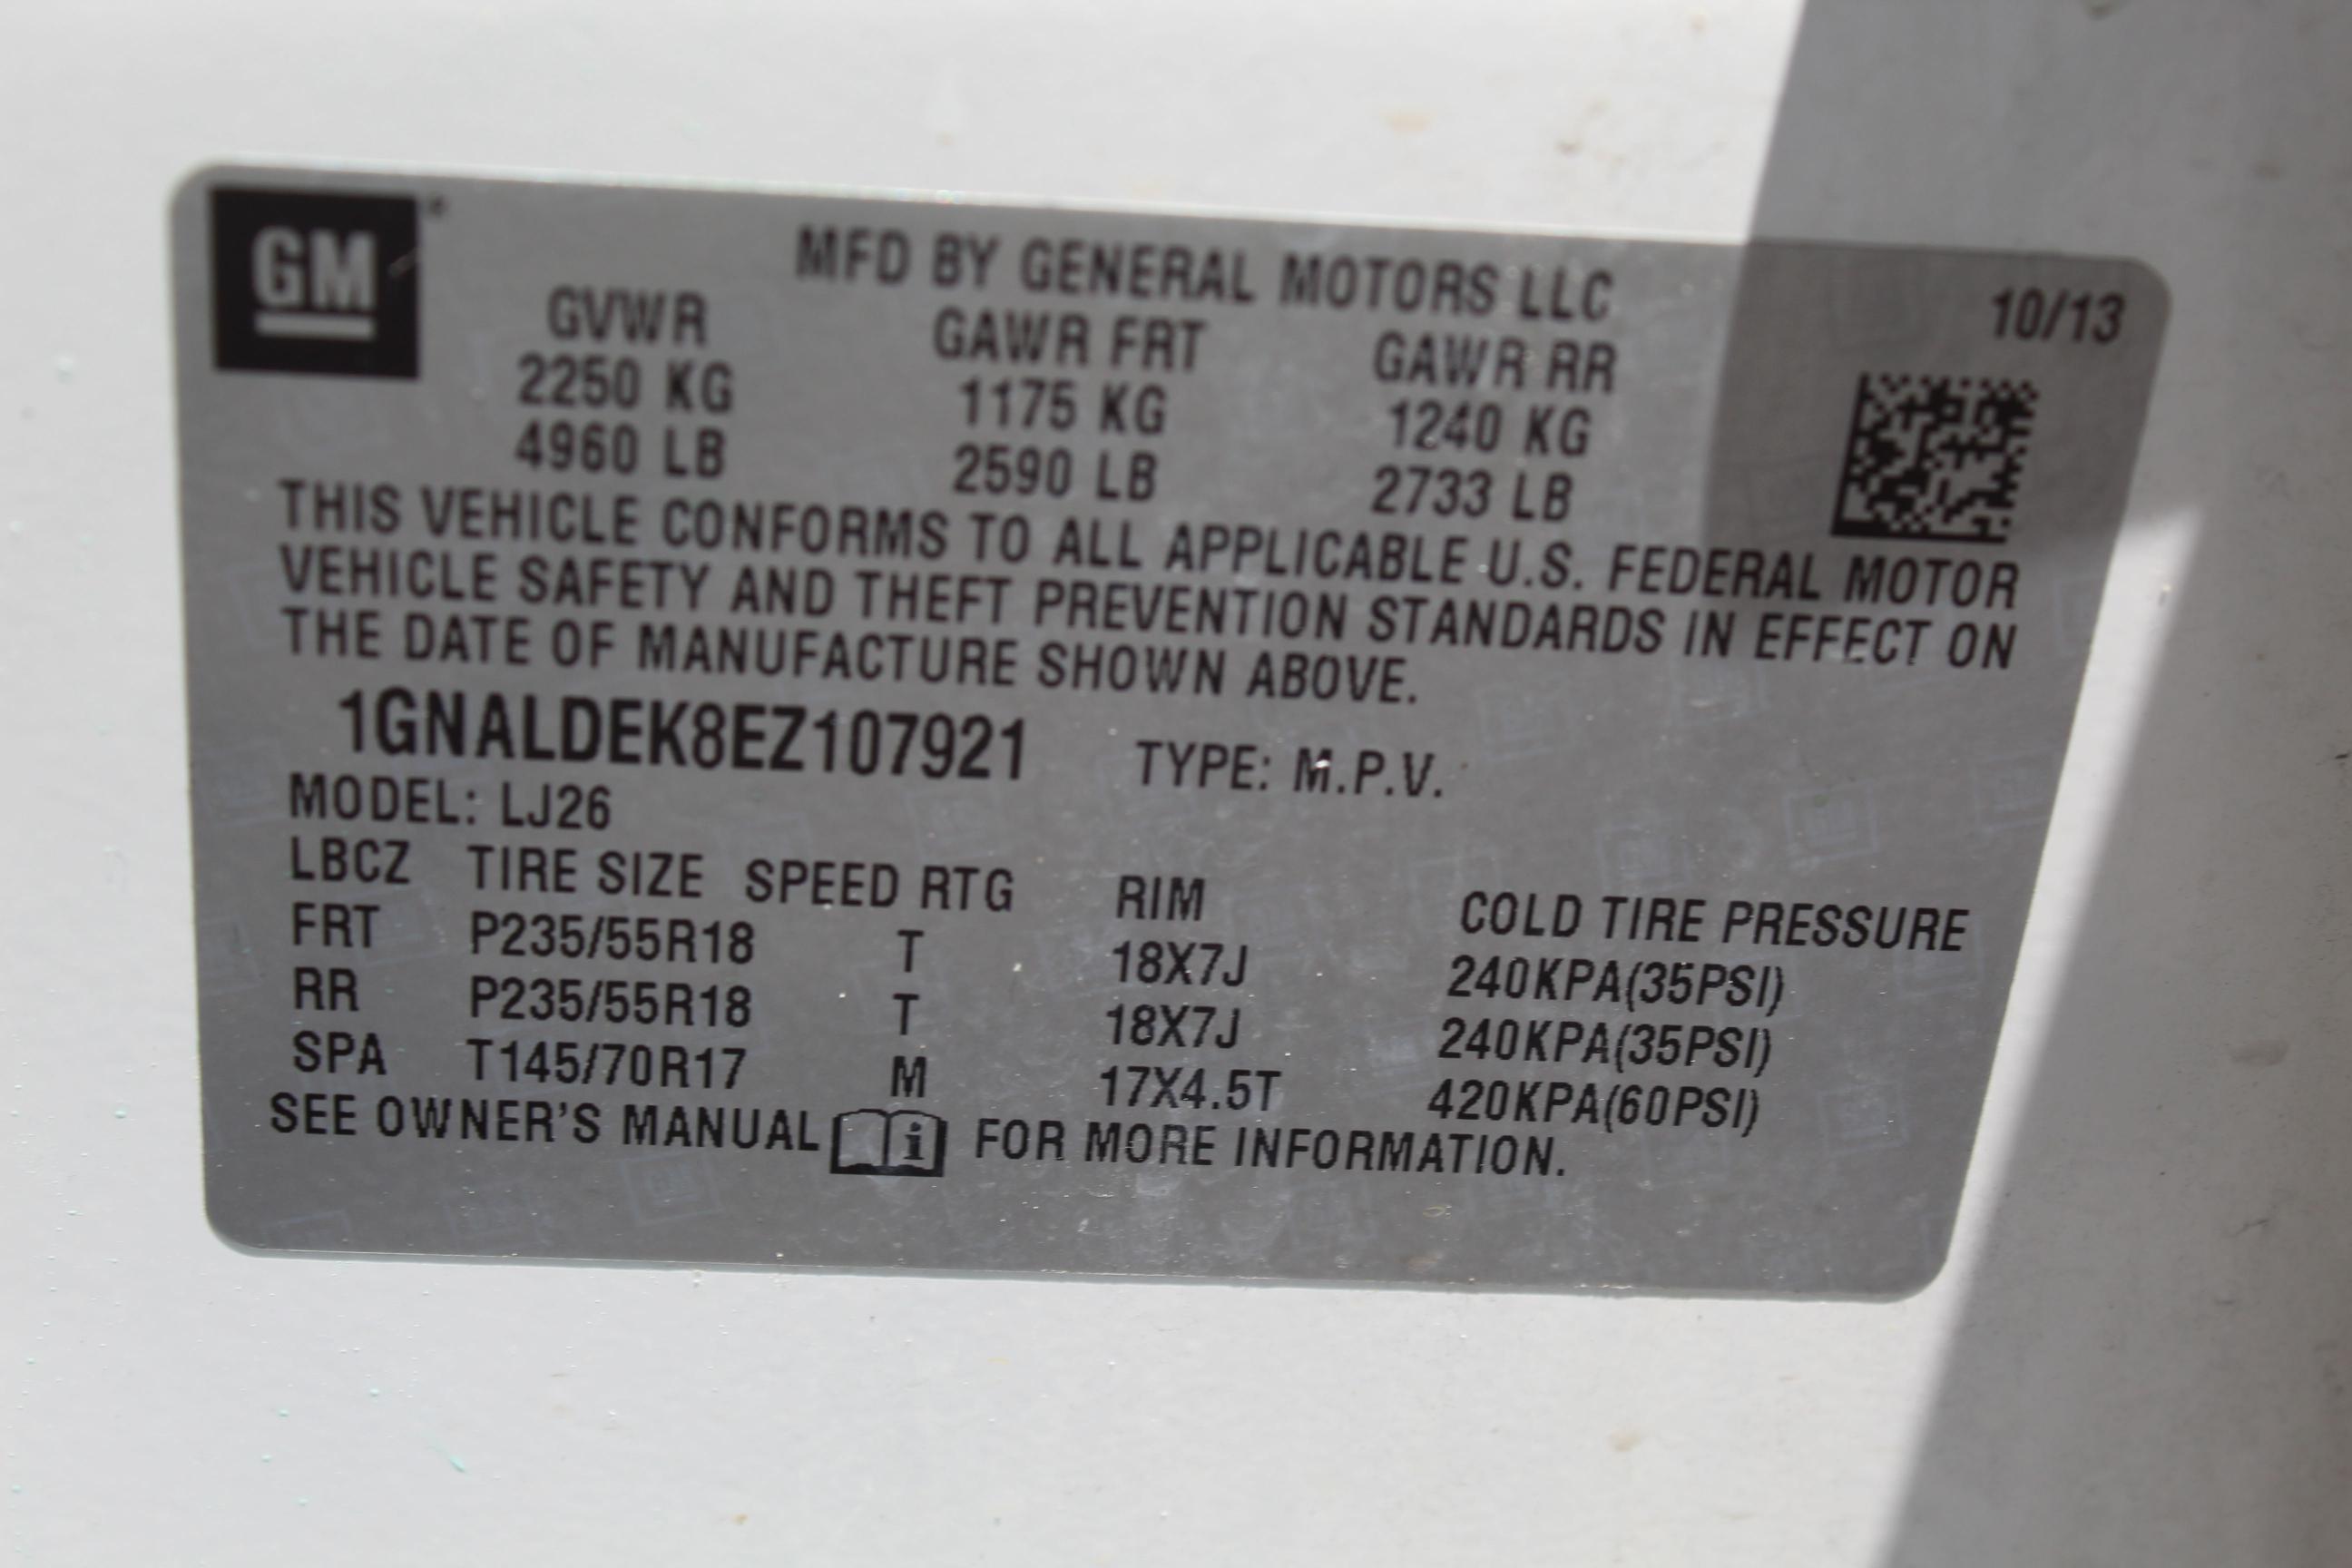 GM
MFD BY GENERAL MOTORS LLC 10/13
GVWR GAWR FRT GAWR RR
2250 KG 1175 KG 1240 KG
4960 LB 2590 LB 2733 LB
THIS VEHICLE CONFORMS TO ALL APPLICABLE U.S. FEDERAL MOTOR
VEHICLE SAFETY AND THEFT PREVENTION STANDARDS IN EFFECT ON
THE DATE OF MANUFACTURE SHOWN ABOVE.
1GNALDEK8EZ107921 TYPE: M.P.V.
MODEL: LJ26
LBCZ TIRE SIZE SPEED RTG RIM COLD TIRE PRESSURE
FRT P235/55R18 T 18X7J 240KPA(35PSI)
RR P235/55R18 T 18X7J 240KPA(35PSI)
SPA T145/70R17 M 17X4.5T 420KPA(60PSI)
SEE OWNER'S MANUAL i FOR MORE INFORMATION.